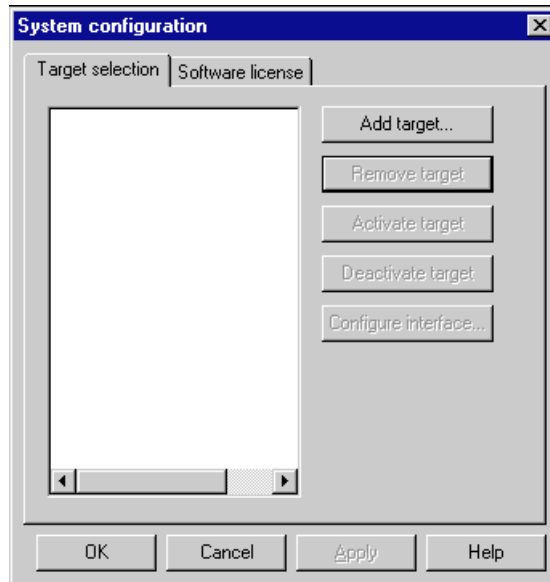 System configuration
Target selection
Software license
Add target...
Remove target
Activate target
Deactivate target
Configure interface...
OK
Cancel
Apply
Help